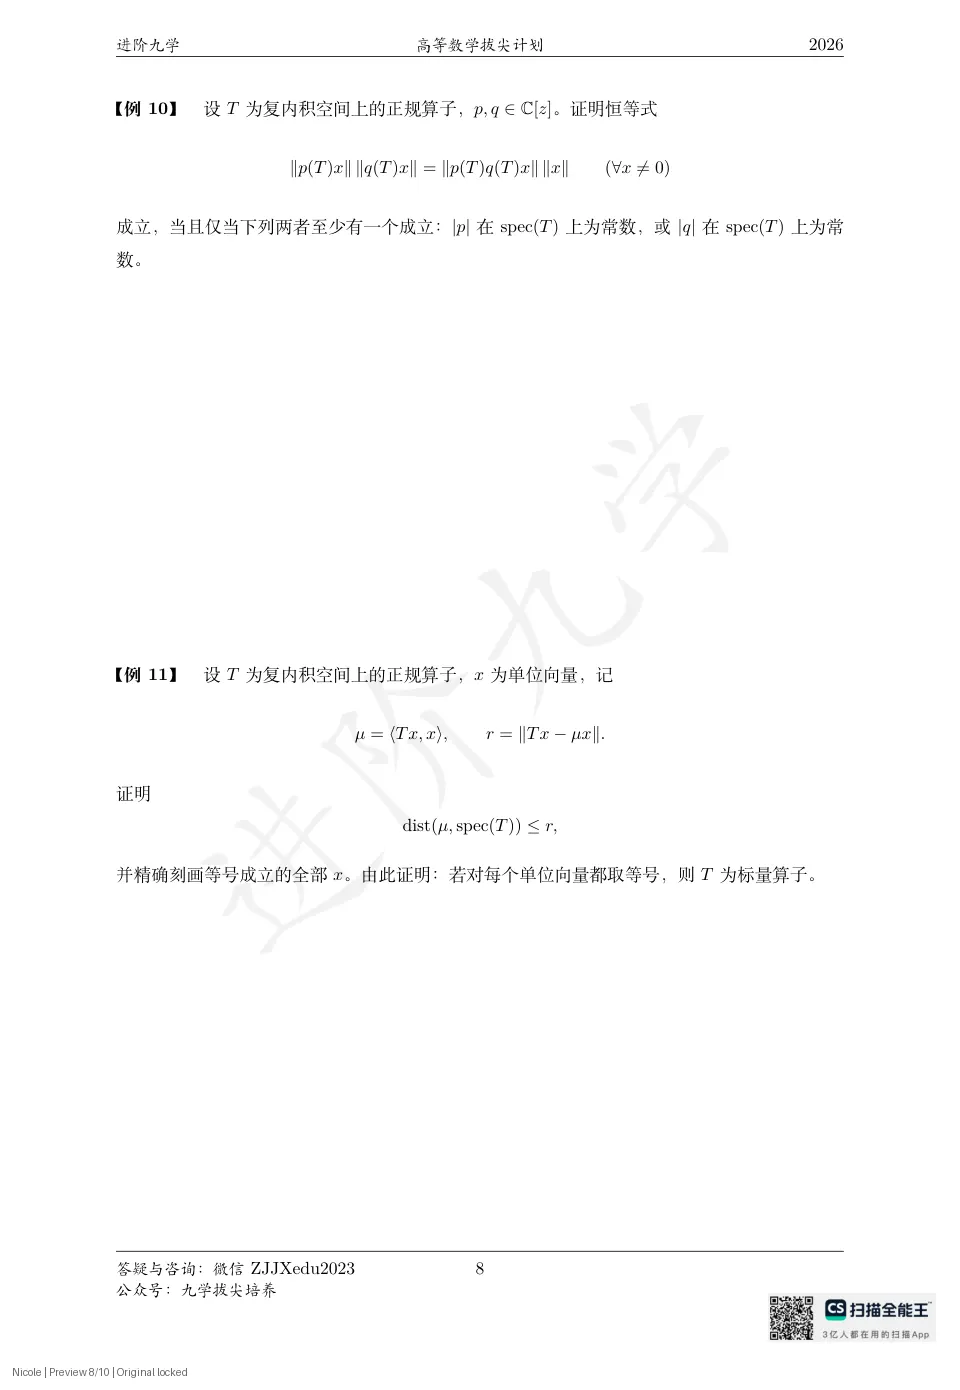 进阶九学 高等数学拔尖计划 2026
【例 10】 设 T 为复内积空间上的正规算子，p, q ∈ ℂ[z]。证明恒等式
‖p(T)x‖ ‖q(T)x‖ = ‖p(T)q(T)x‖ ‖x‖ (∀x ≠ 0)
成立，当且仅当下列两者至少有一个成立：|p| 在 spec(T) 上为常数，或 |q| 在 spec(T) 上为常
数。
【例 11】 设 T 为复内积空间上的正规算子，x 为单位向量，记
μ = ⟨Tx, x⟩, r = ‖Tx − μx‖.
证明
dist(μ, spec(T)) ≤ r,
并精确刻画等号成立的全部 x。由此证明：若对每个单位向量都取等号，则 T 为标量算子。
进阶九学
答疑与咨询：微信 ZJJXedu2023 8
公众号：九学拔尖培养
CS 扫描全能王™
3亿人都在用的扫描App
Nicole | Preview 8/10 | Original locked